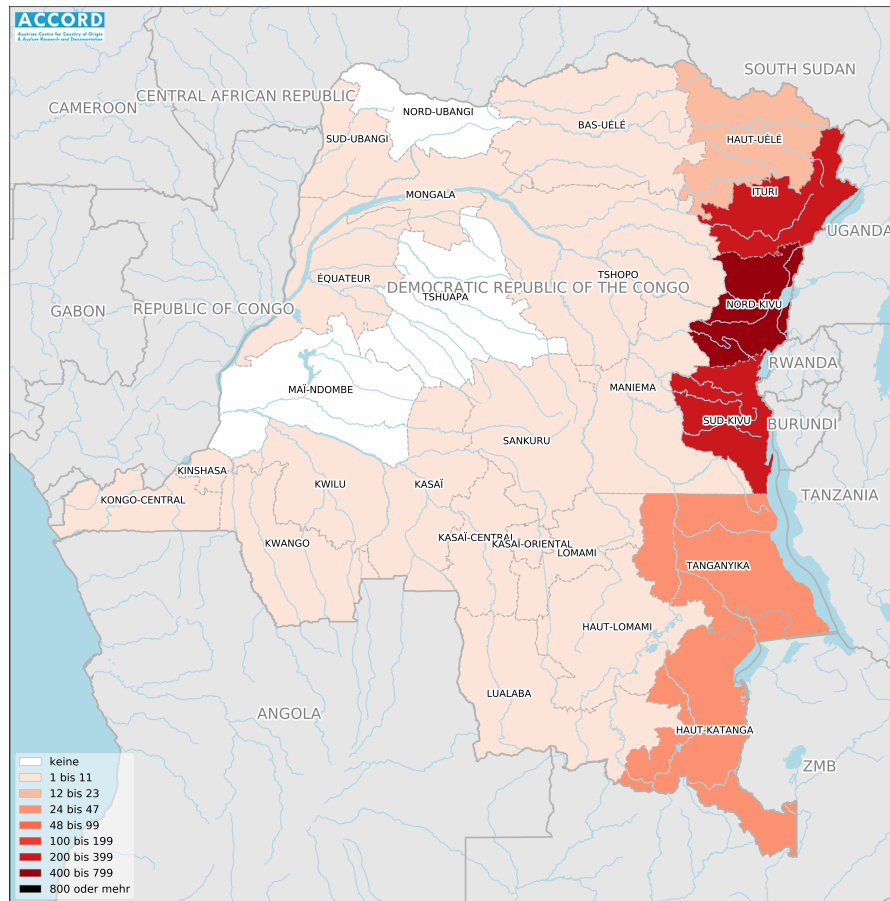 ACCORD
Austrian Centre for Country of Origin
& Asylum Research and Documentation
SOUTH SUDAN
CENTRAL AFRICAN REPUBLIC
CAMEROON
NORD-UBANGI
BAS-UÉLÉ
SUD-UBANGI
HAUT-UÉLÉ
ITURI
MONGALA
UGANDA
TSHOPO
ÉQUATEUR
DEMOCRATIC REPUBLIC OF THE CONGO
TSHUAPA
NORD-KIVU
GABON
REPUBLIC OF CONGO
RWANDA
MAÏ-NDOMBE
MANIEMA
SUD-KIVU
BURUNDI
SANKURU
KINSHASA
KWILU
KASAÏ
KONGO-CENTRAL
TANZANIA
KASAÏ-CENTRAL
KWANGO
KASAÏ-ORIENTAL
LOMAMI
TANGANYIKA
HAUT-LOMAMI
LUALABA
ANGOLA
HAUT-KATANGA
ZMB
keine
1 bis 11
12 bis 23
24 bis 47
48 bis 99
100 bis 199
200 bis 399
400 bis 799
800 oder mehr